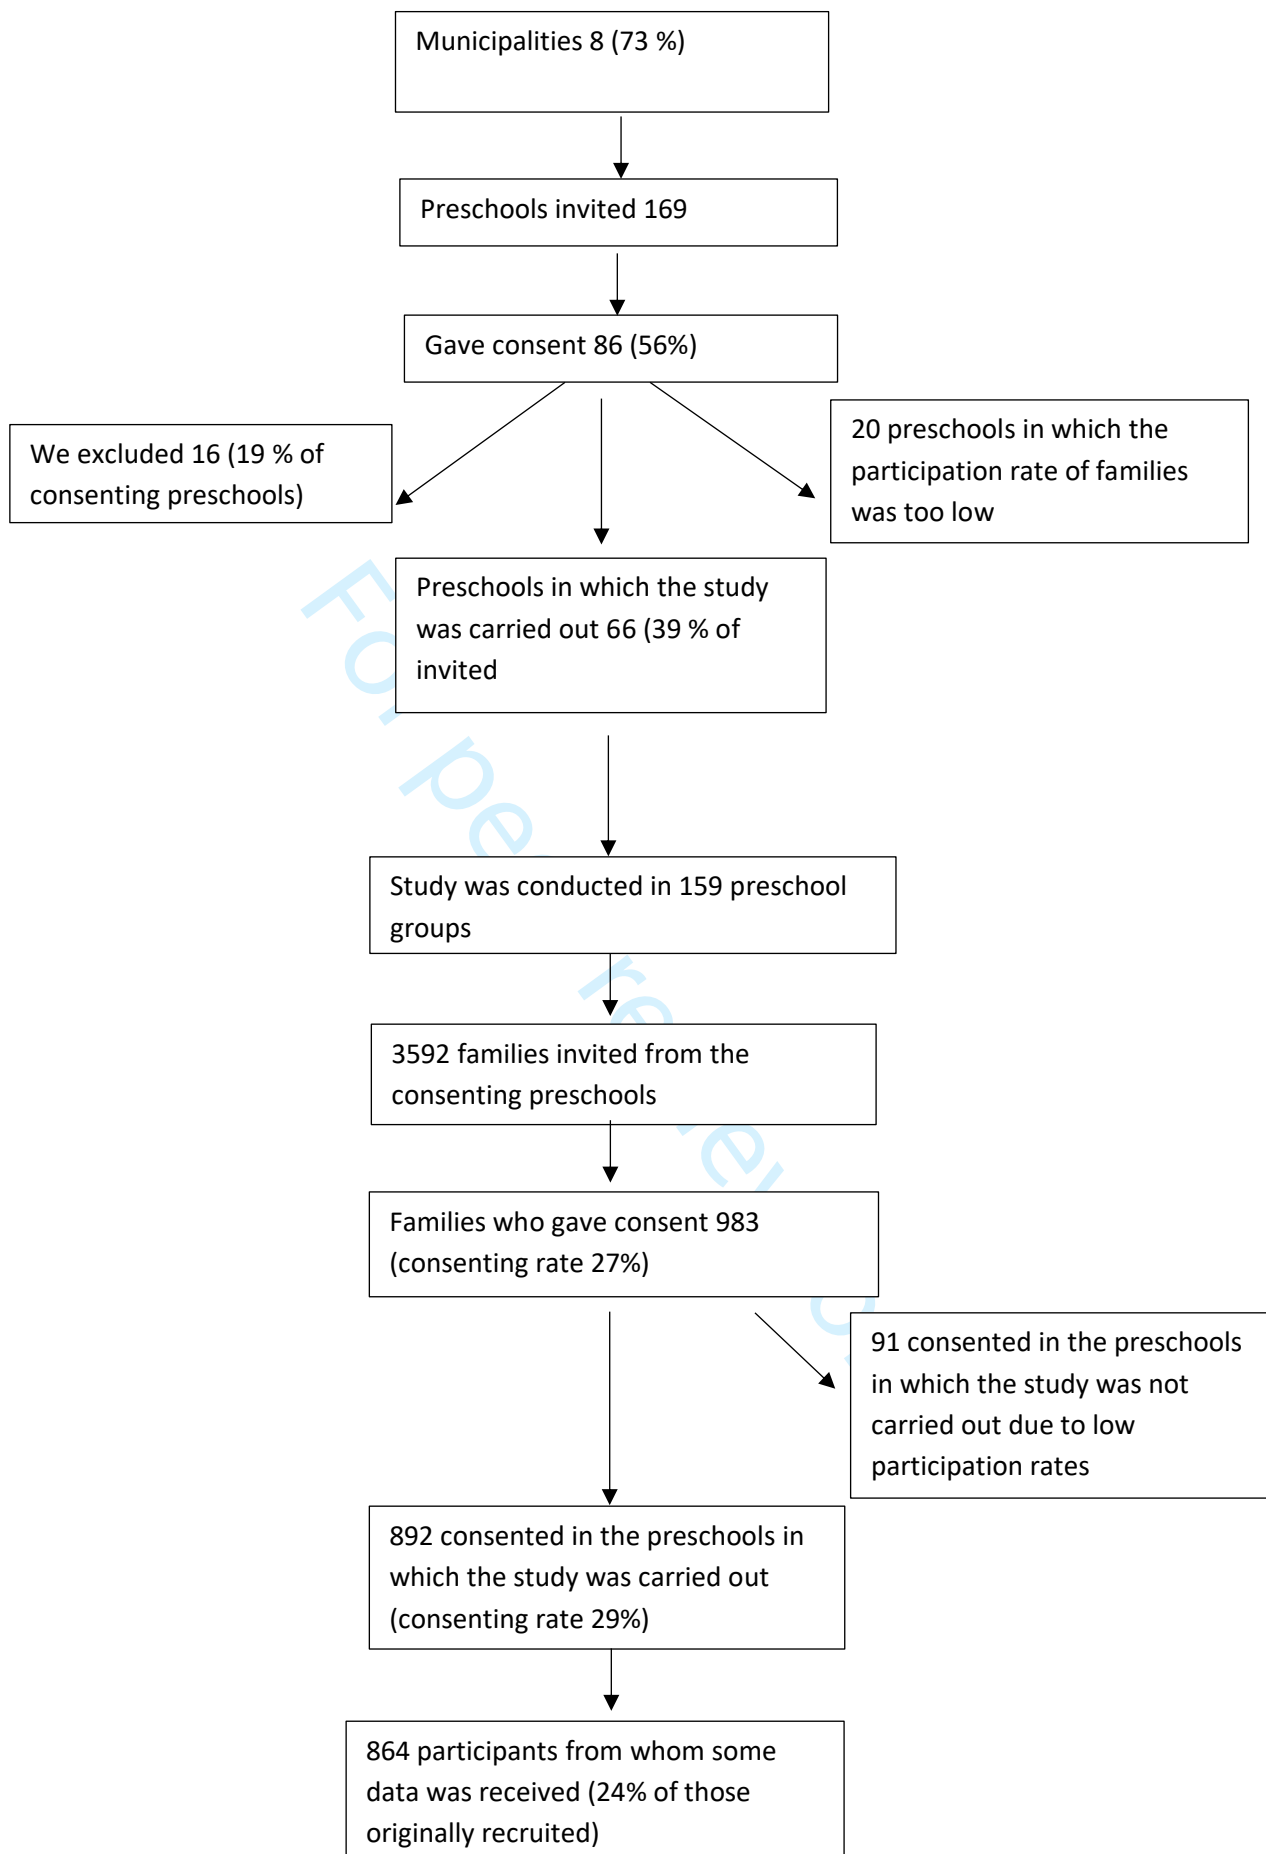 Municipalities 8 (73 %)
Preschools invited 169
Gave consent 86 (56%)
We excluded 16 (19 % of
consenting preschools)
20 preschools in which the
participation rate of families
was too low
Preschools in which the study
was carried out 66 (39 % of
invited
Study was conducted in 159 preschool
groups
3592 families invited from the
consenting preschools
Families who gave consent 983
(consenting rate 27%)
91 consented in the preschools
in which the study was not
carried out due to low
participation rates
892 consented in the preschools in
which the study was carried out
(consenting rate 29%)
864 participants from whom some
data was received (24% of those
originally recruited)